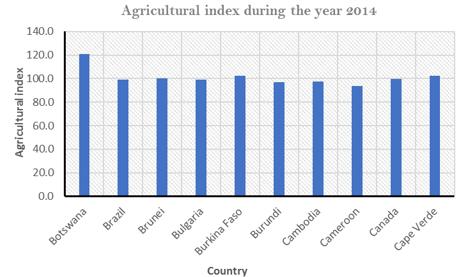 Agricultural index during the year 2014
140.0
120.0
100.0
80.0
60.0
40.0
20.0
0.0
Agricultural index
Botswana
Brazil
Brunei
Bulgaria
Burkina Faso
Burundi
Cambodia
Cameroon
Canada
Cape Verde
Country